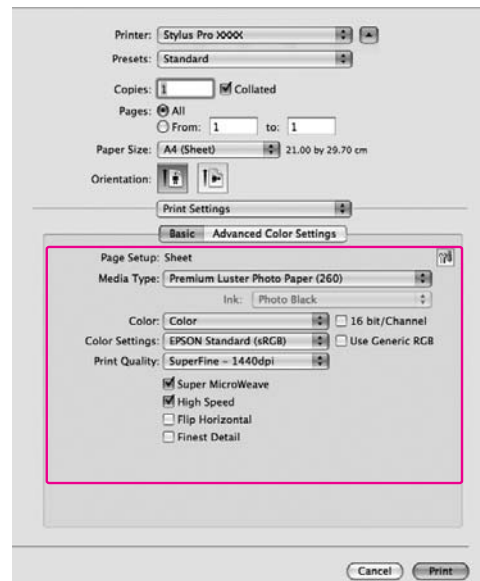 Printer: Stylus Pro XXXX
Presets: Standard
Copies: 1 Collated
Pages: All
From: 1 to: 1
Paper Size: A4 (Sheet) 21.00 by 29.70 cm
Orientation:
Print Settings
Basic Advanced Color Settings
Page Setup: Sheet
Media Type: Premium Luster Photo Paper (260)
Ink: Photo Black
Color: Color 16 bit/Channel
Color Settings: EPSON Standard (sRGB) Use Generic RGB
Print Quality: SuperFine - 1440dpi
Super MicroWeave
High Speed
Flip Horizontal
Finest Detail
Cancel Print